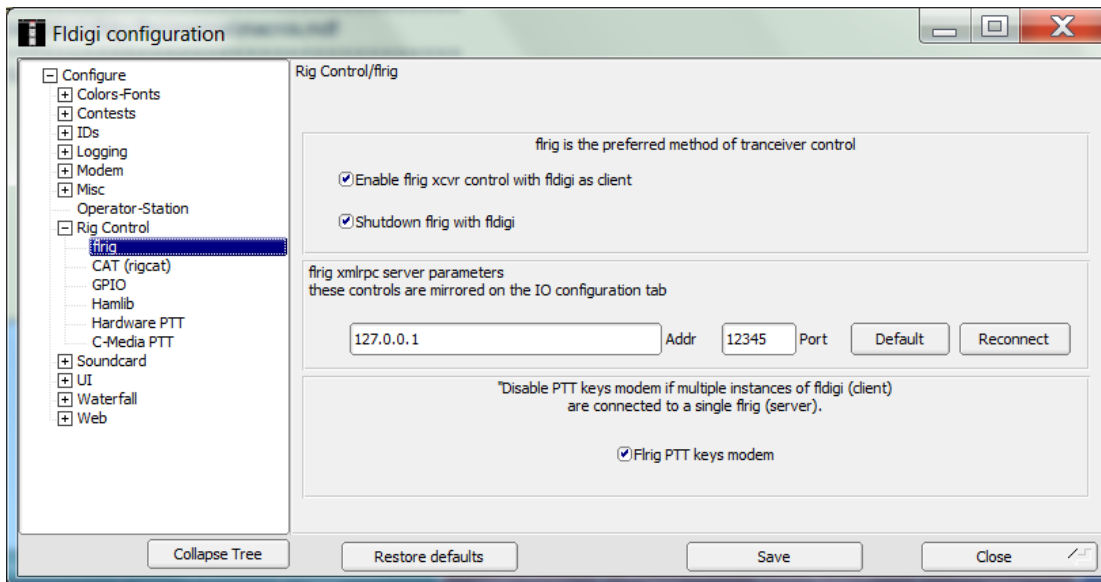 Fldigi configuration
Configure
Colors-Fonts
Contests
IDs
Logging
Modem
Misc
Operator-Station
Rig Control
flrig
CAT (rigcat)
GPIO
Hamlib
Hardware PTT
C-Media PTT
Soundcard
UI
Waterfall
Web
Collapse Tree
Rig Control/flrig
flrig is the preferred method of tranceiver control
Enable flrig xcvr control with fldigi as client
Shutdown flrig with fldigi
flrig xmlrpc server parameters
these controls are mirrored on the IO configuration tab
127.0.0.1 Addr 12345 Port Default Reconnect
"Disable PTT keys modem if multiple instances of fldigi (client)
are connected to a single flrig (server).
Flrig PTT keys modem
Restore defaults Save Close